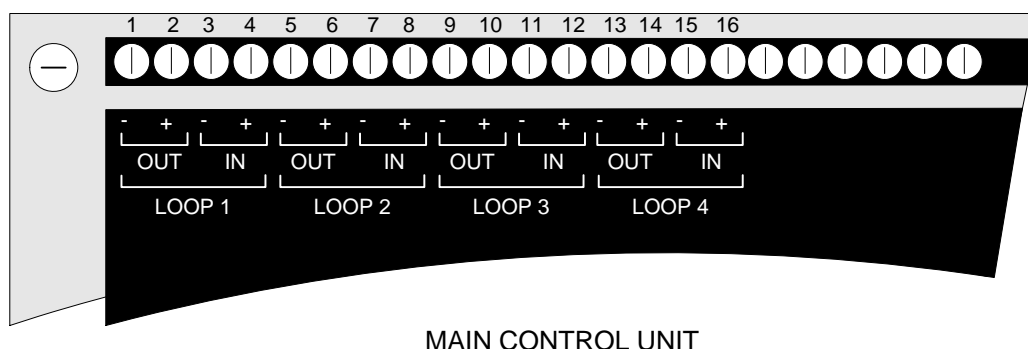 1 2 3 4 5 6 7 8 9 10 11 12 13 14 15 16
- + - + - + - + - + - + - + - +
OUT IN OUT IN OUT IN OUT IN
LOOP 1 LOOP 2 LOOP 3 LOOP 4
MAIN CONTROL UNIT